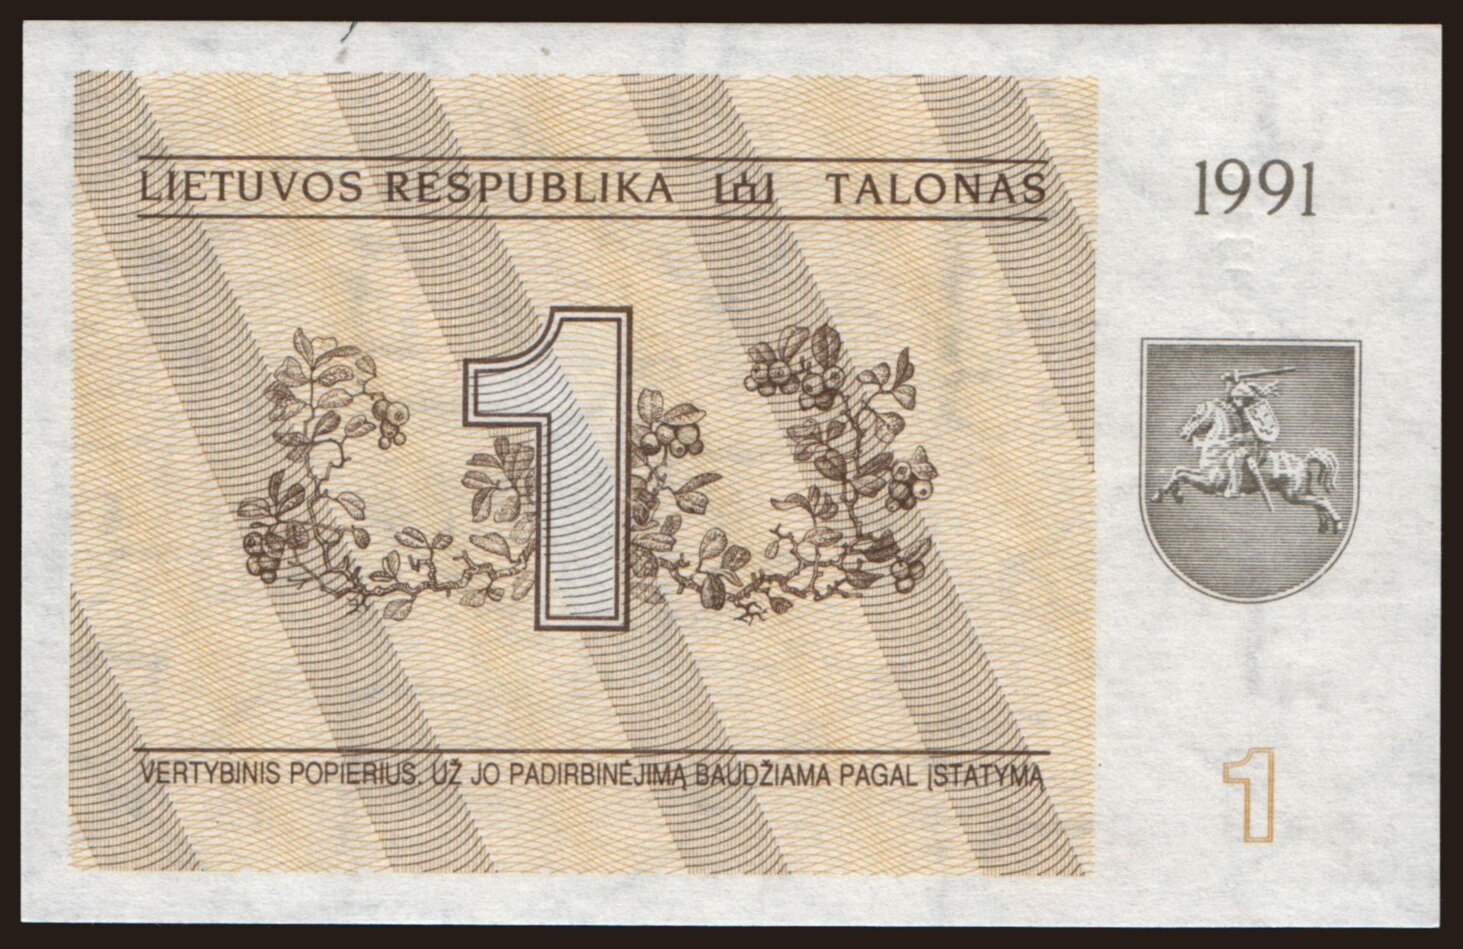 LIETUVOS RESPUBLIKA TALONAS
1991
1
VERTYBINIS POPIERIUS. UŽ JO PADIRBINĖJIMĄ BAUDŽIAMA PAGAL ĮSTATYMĄ
1